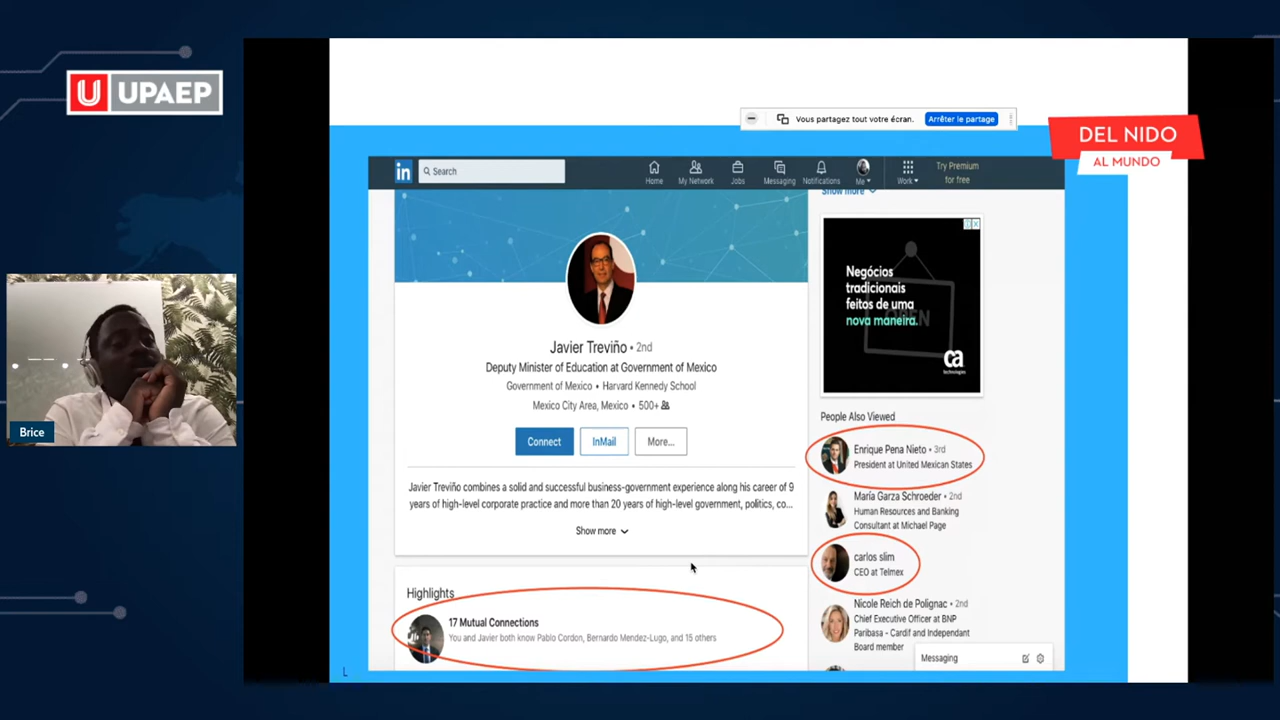 U UPAEP
Vous partagez tout votre écran.
Arrêter le partage
DEL NIDO
AL MUNDO
in
Search
Home
My Network
Jobs
Messaging
Notifications
Me
Work
Try Premium
for free
Show more
Negócios
tradicionais
feitos de uma
nova maneira.
OPEN
ca
technologies
Javier Treviño • 2nd
Deputy Minister of Education at Government of Mexico
Government of Mexico • Harvard Kennedy School
Mexico City Area, Mexico • 500+
Connect
InMail
More...
Javier Treviño combines a solid and successful business-government experience along his career of 9
years of high-level corporate practice and more than 20 years of high-level government, politics, co...
Show more
Highlights
17 Mutual Connections
You and Javier both know Pablo Cordon, Bernardo Mendez-Lugo, and 15 others
People Also Viewed
Enrique Pena Nieto • 3rd
President at United Mexican States
María Garza Schroeder • 2nd
Human Resources and Banking
Consultant at Michael Page
carlos slim
CEO at Telmex
Nicole Reich de Polignac • 2nd
Chief Executive Officer at BNP
Paribasa - Cardif and Independant
Board member
Messaging
Brice
L